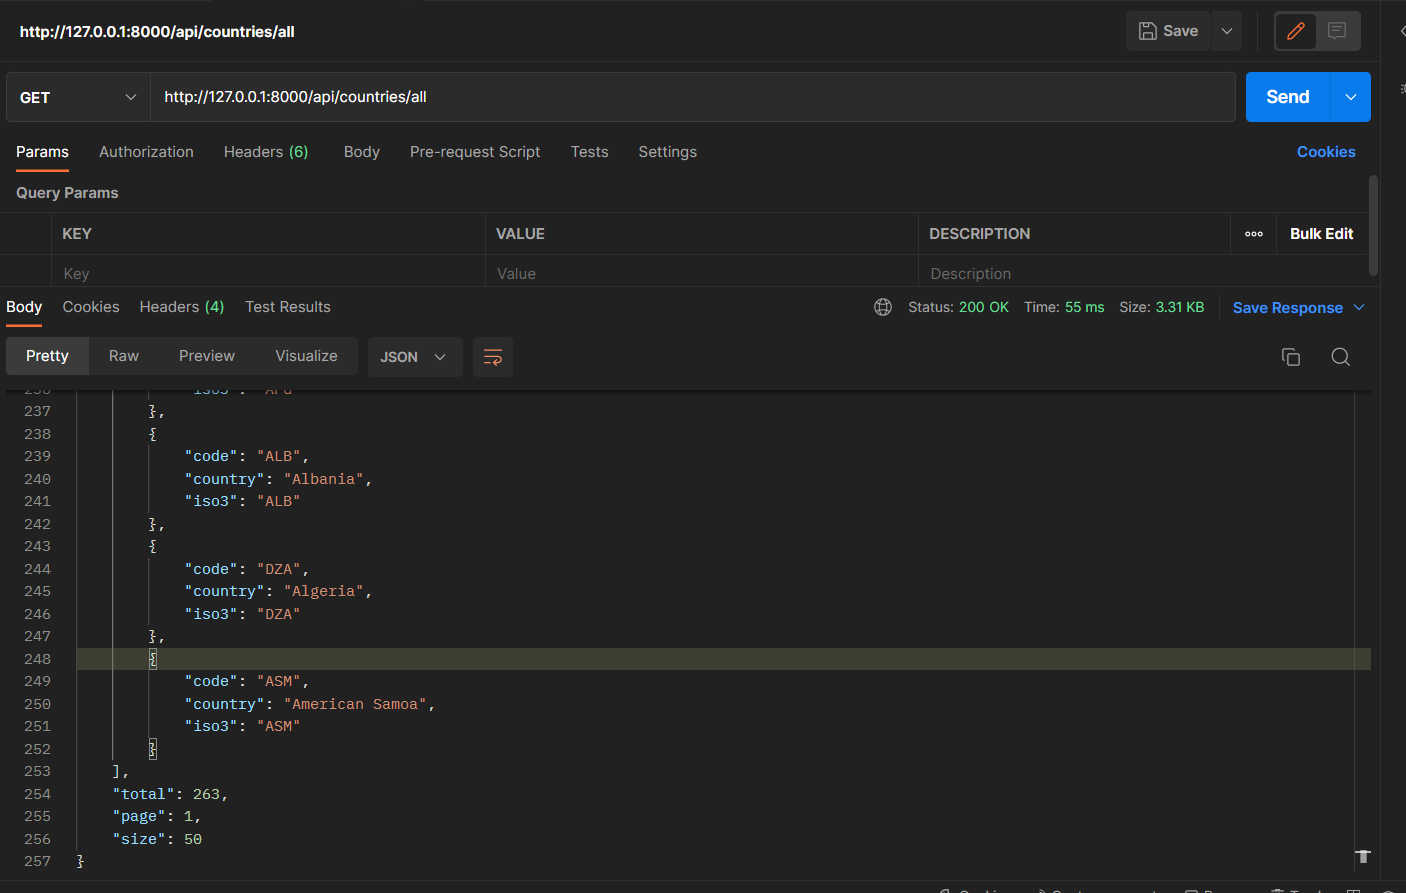 http://127.0.0.1:8000/api/countries/all
Save
GET
http://127.0.0.1:8000/api/countries/all
Send
Params Authorization Headers (6) Body Pre-request Script Tests Settings Cookies
Query Params
KEY VALUE DESCRIPTION ooo Bulk Edit
Key Value Description
Body Cookies Headers (4) Test Results Status: 200 OK Time: 55 ms Size: 3.31 KB Save Response
Pretty Raw Preview Visualize JSON
237 },
238 {
239 "code": "ALB",
240 "country": "Albania",
241 "iso3": "ALB"
242 },
243 {
244 "code": "DZA",
245 "country": "Algeria",
246 "iso3": "DZA"
247 },
248 {
249 "code": "ASM",
250 "country": "American Samoa",
251 "iso3": "ASM"
252 }
253 ],
254 "total": 263,
255 "page": 1,
256 "size": 50
257 }